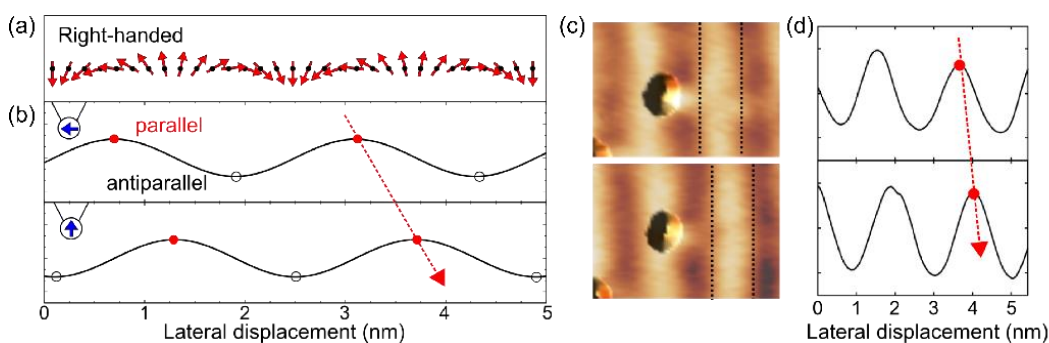 (a)
Right-handed
(b)
parallel
antiparallel
0 1 2 3 4 5
Lateral displacement (nm)
(c)
(d)
0 1 2 3 4 5
Lateral displacement (nm)